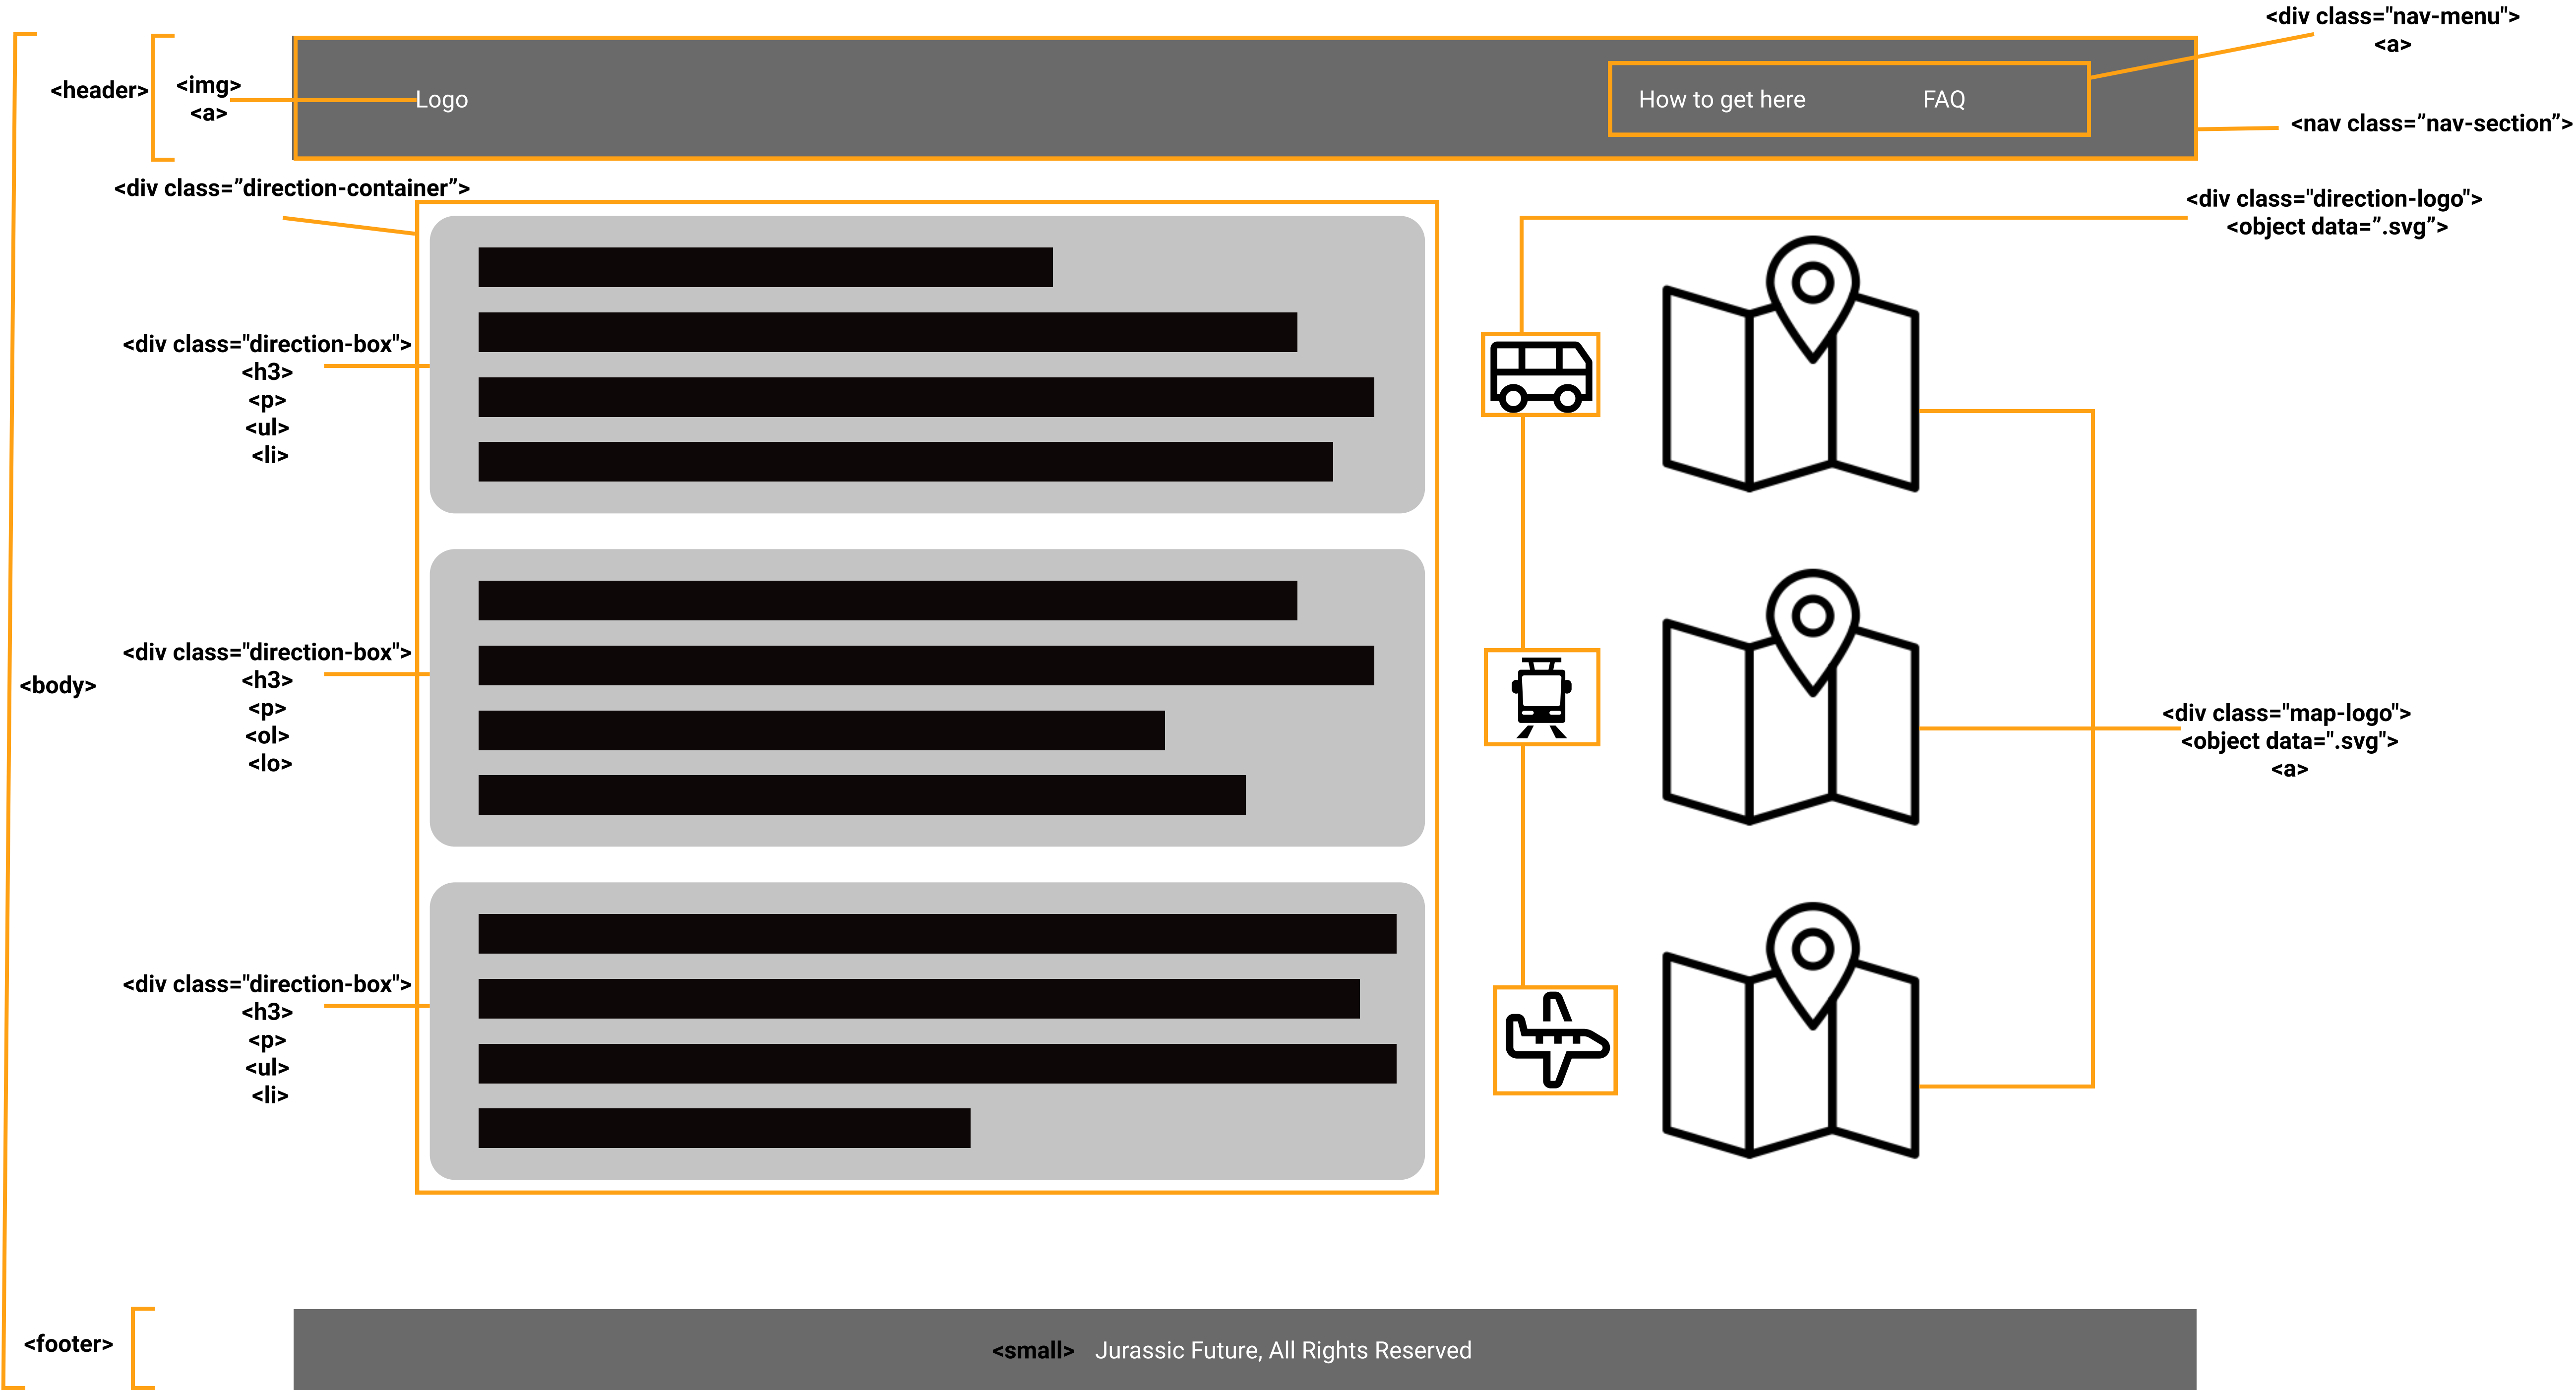 <div class="nav-menu">
<a>
<header>
<img>
<a>
Logo
How to get here
FAQ
<nav class=”nav-section”>
<div class=”direction-container”>
<div class="direction-logo">
<object data=”.svg”>
<div class="direction-box">
<h3>
<p>
<ul>
<li>
<div class="direction-box">
<h3>
<p>
<ol>
<lo>
<body>
<div class="map-logo">
<object data=".svg">
<a>
<div class="direction-box">
<h3>
<p>
<ul>
<li>
<footer>
<small> Jurassic Future, All Rights Reserved